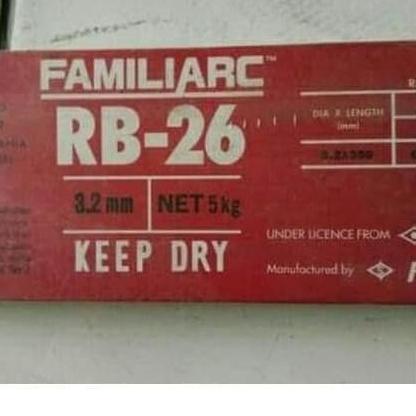 FAMILIARC™
RB-26
DIA X LENGTH
(mm)
3.2X350
3.2 mm
NET 5 kg
KEEP DRY
UNDER LICENCE FROM
Manufactured by